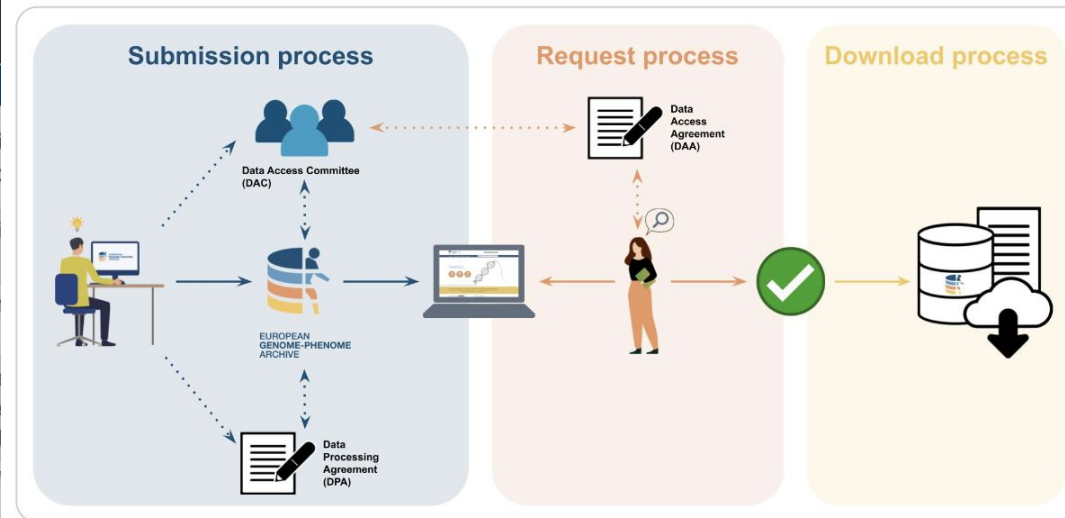 Submission process
Request process
Download process
Data
Access
Agreement
(DAA)
Data Access Committee
(DAC)
EUROPEAN
GENOME-PHENOME
ARCHIVE
Data
Processing
Agreement
(DPA)